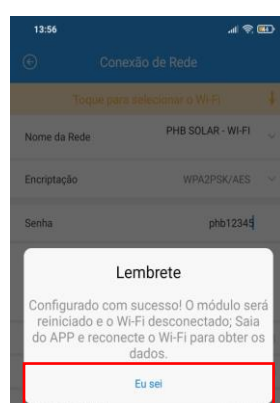 13:56
Conexão de Rede
Toque para selecionar o Wi-Fi
Nome da Rede PHB SOLAR - WI-FI
Encriptação WPA2PSK/AES
Senha phb12345
Lembrete
Configurado com sucesso! O módulo será
reiniciado e o Wi-Fi desconectado; Saia
do APP e reconecte o Wi-Fi para obter os
dados.
Eu sei